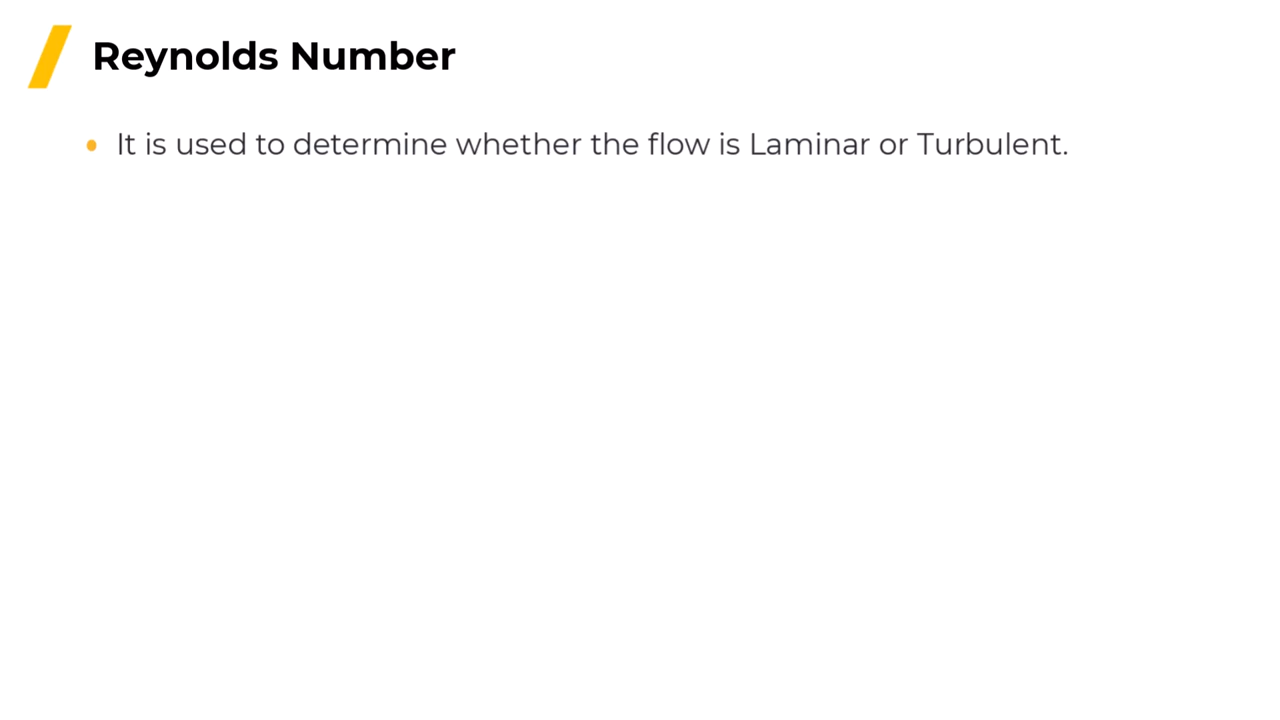 Reynolds Number
• It is used to determine whether the flow is Laminar or Turbulent.